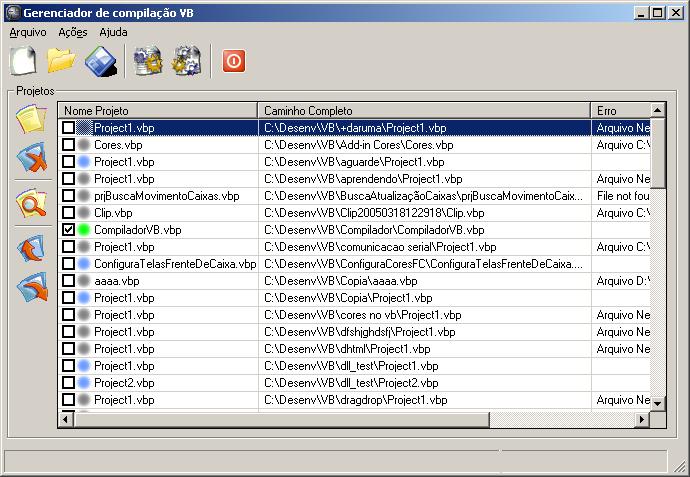 Gerenciador de compilação VB
Arquivo Ações Ajuda
Projetos
Nome Projeto Caminho Completo Erro
Project1.vbp C:\Desenv\VB\+daruma\Project1.vbp Arquivo Ne
Cores.vbp C:\Desenv\VB\Add-in Cores\Cores.vbp Arquivo C:\
Project1.vbp C:\Desenv\VB\aguarde\Project1.vbp
Project1.vbp C:\Desenv\VB\aprendendo\Project1.vbp Arquivo Ne
prjBuscaMovimentoCaixas.vbp C:\Desenv\VB\BuscaAtualizaçãoCaixas\prjBuscaMovimentoCaix... File not fou
Clip.vbp C:\Desenv\VB\Clip20050318122918\Clip.vbp Arquivo C:\
CompiladorVB.vbp C:\Desenv\VB\Compilador\CompiladorVB.vbp
Project1.vbp C:\Desenv\VB\comunicacao serial\Project1.vbp Arquivo C:\
ConfiguraTelasFrenteDeCaixa.vbp C:\Desenv\VB\ConfiguraCoresFC\ConfiguraTelasFrenteDeCaixa....
aaaa.vbp C:\Desenv\VB\Copia\aaaa.vbp Arquivo D:\
Project1.vbp C:\Desenv\VB\Copia\Project1.vbp
Project1.vbp C:\Desenv\VB\cores no vb\Project1.vbp Arquivo Ne
Project1.vbp C:\Desenv\VB\dfshjghdsfj\Project1.vbp Arquivo Ne
Project1.vbp C:\Desenv\VB\dhtml\Project1.vbp Arquivo Ne
Project1.vbp C:\Desenv\VB\dll_test\Project1.vbp
Project2.vbp C:\Desenv\VB\dll_test\Project2.vbp
Project1.vbp C:\Desenv\VB\dragdrop\Project1.vbp Arquivo Ne